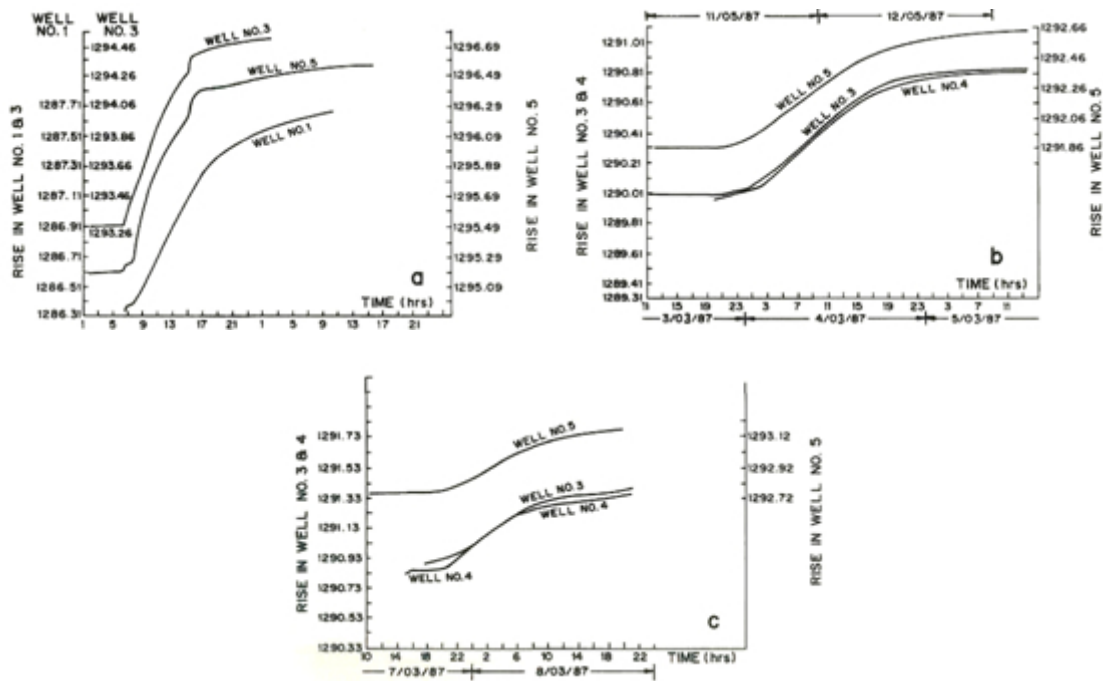 WELL NO. 1
WELL NO. 3
1294.46
1294.26
1287.71
1294.06
1287.51
1293.86
1287.31
1293.66
1287.11
1293.46
1286.91
1293.26
1286.71
1286.51
1286.31
RISE IN WELL NO. 1 & 3
WELL NO. 3
WELL NO. 5
WELL NO. 1
a
TIME (hrs)
1 5 9 13 17 21 1 5 9 13 17 21
1296.69
1296.49
1296.29
1296.09
1295.89
1295.69
1295.49
1295.29
1295.09
RISE IN WELL NO. 5
11/05/87 12/05/87
1291.01
1290.81
1290.61
1290.41
1290.21
1290.01
1289.81
1289.61
1289.41
1289.31
RISE IN WELL NO. 3 & 4
WELL NO. 5
WELL NO. 3
WELL NO. 4
b
TIME (hrs)
15 17 19 23 3 7 11 15 19 23 3 7 11
3/03/87 4/03/87 5/03/87
1292.66
1292.46
1292.26
1292.06
1291.86
RISE IN WELL NO. 5
1291.73
1291.53
1291.33
1291.13
1290.93
1290.73
1290.53
1290.33
RISE IN WELL NO. 3 & 4
WELL NO. 5
WELL NO. 3
WELL NO. 4
WELL NO. 4
c
10 14 18 22 2 6 10 14 18 22 TIME (hrs)
7/03/87 8/03/87
1293.12
1292.92
1292.72
RISE IN WELL NO. 5